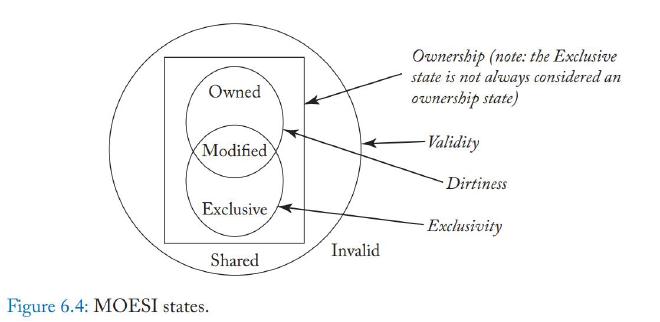 Owned
Modified
Exclusive
Shared
Invalid
Ownership (note: the Exclusive
state is not always considered an
ownership state)
Validity
Dirtiness
Exclusivity
Figure 6.4: MOESI states.